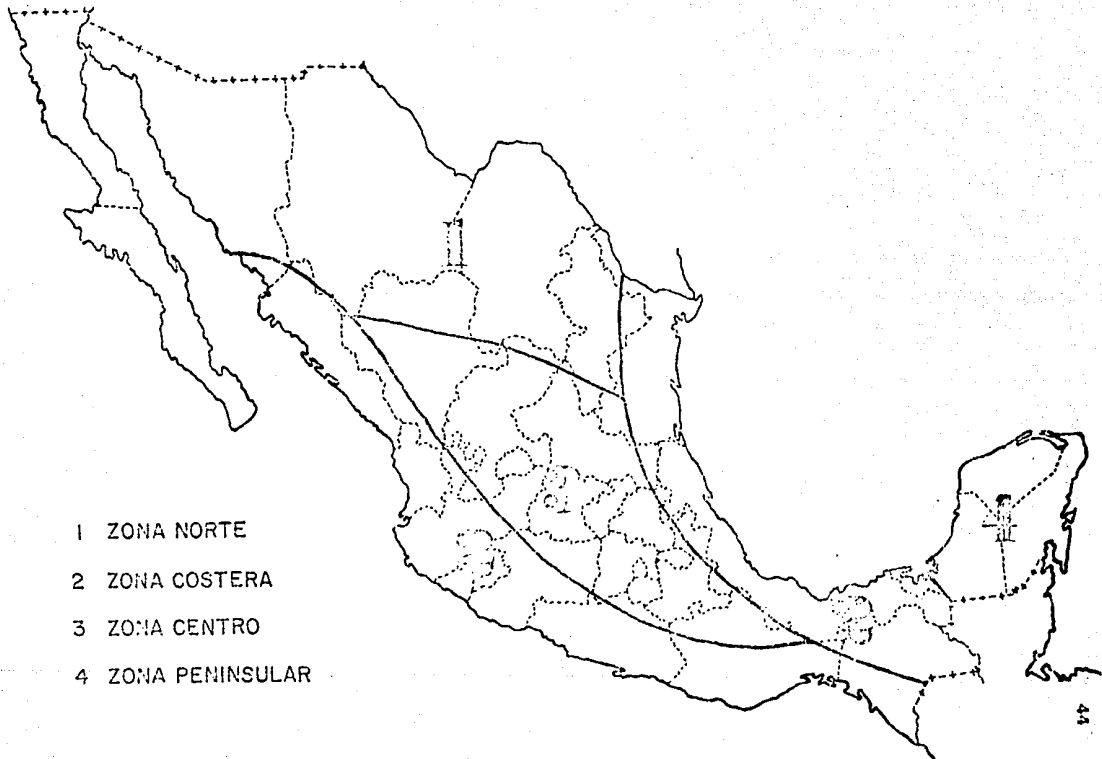 1 ZONA NORTE
2 ZONA COSTERA
3 ZONA CENTRO
4 ZONA PENINSULAR
44